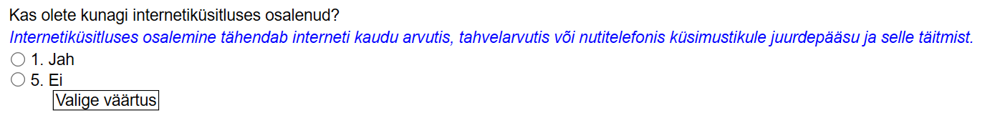 Kas olete kunagi internetiküsitluses osalenud?
Internetiküsitluses osalemine tähendab interneti kaudu arvutis, tahvelarvutis või nutitelefonis küsimustikule juurdepääsu ja selle täitmist.
1. Jah
5. Ei
Valige väärtus